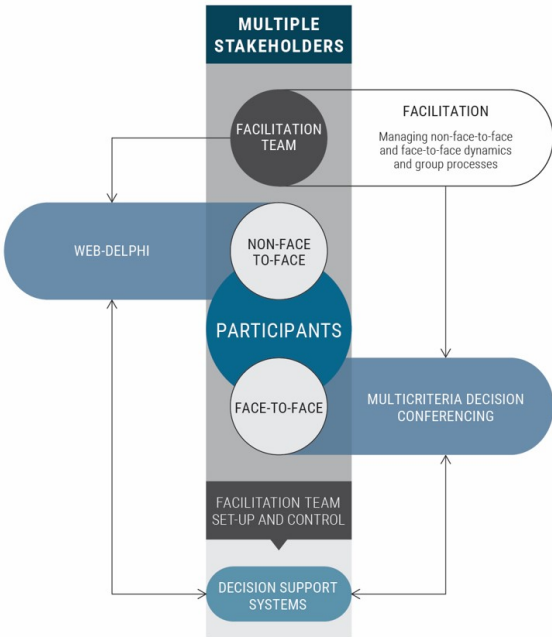 MULTIPLE
STAKEHOLDERS
FACILITATION
TEAM
FACILITATION
Managing non-face-to-face
and face-to-face dynamics
and group processes
WEB-DELPHI
NON-FACE
TO-FACE
PARTICIPANTS
FACE-TO-FACE
MULTICRITERIA DECISION
CONFERENCING
FACILITATION TEAM
SET-UP AND CONTROL
DECISION SUPPORT
SYSTEMS